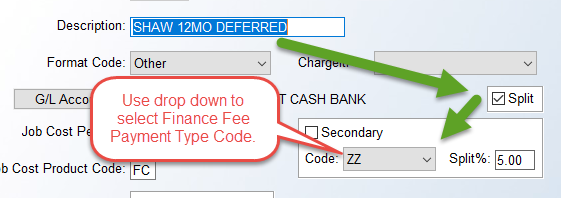 Description: SHAW 12MO DEFERRED
Format Code: Other
G/L Acco
T CASH BANK
Split
Use drop down to
select Finance Fee
Payment Type Code.
Job Cost Pe
Secondary
Code: ZZ Split%: 5.00
b Cost Product Code: FC